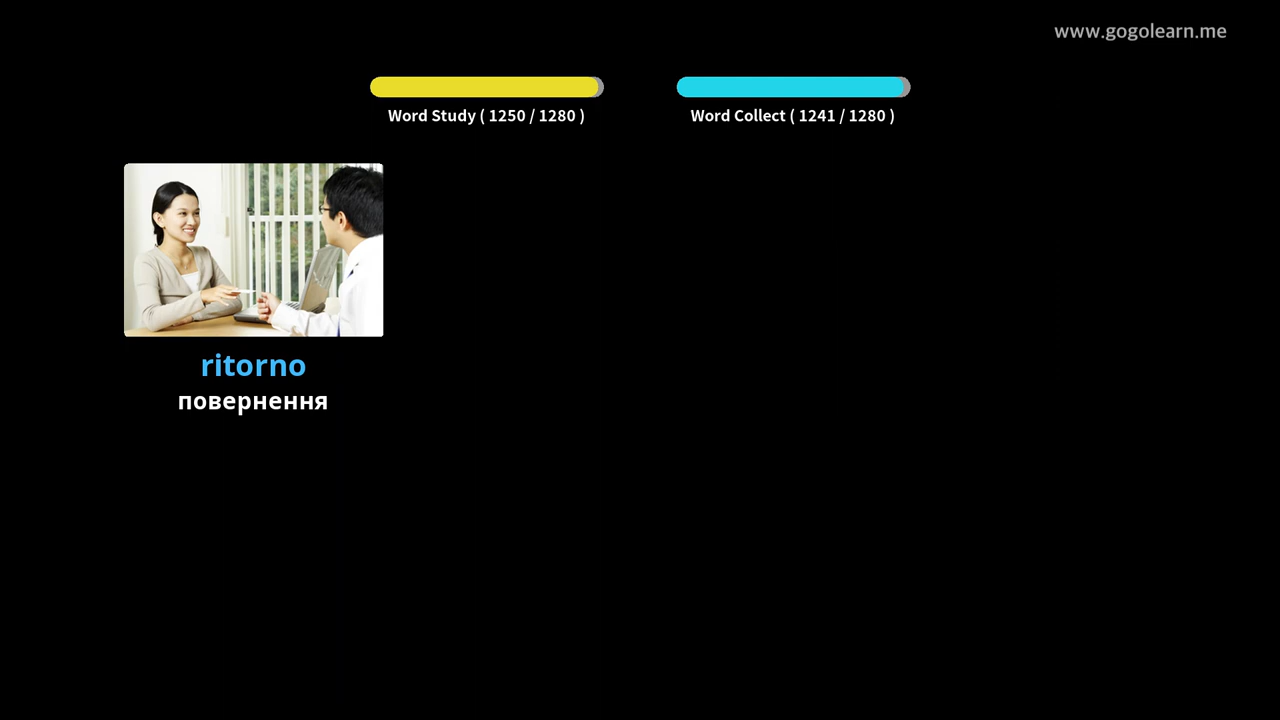 www.gogolearn.me
Word Study ( 1250 / 1280 )
Word Collect ( 1241 / 1280 )
ritorno
повернення